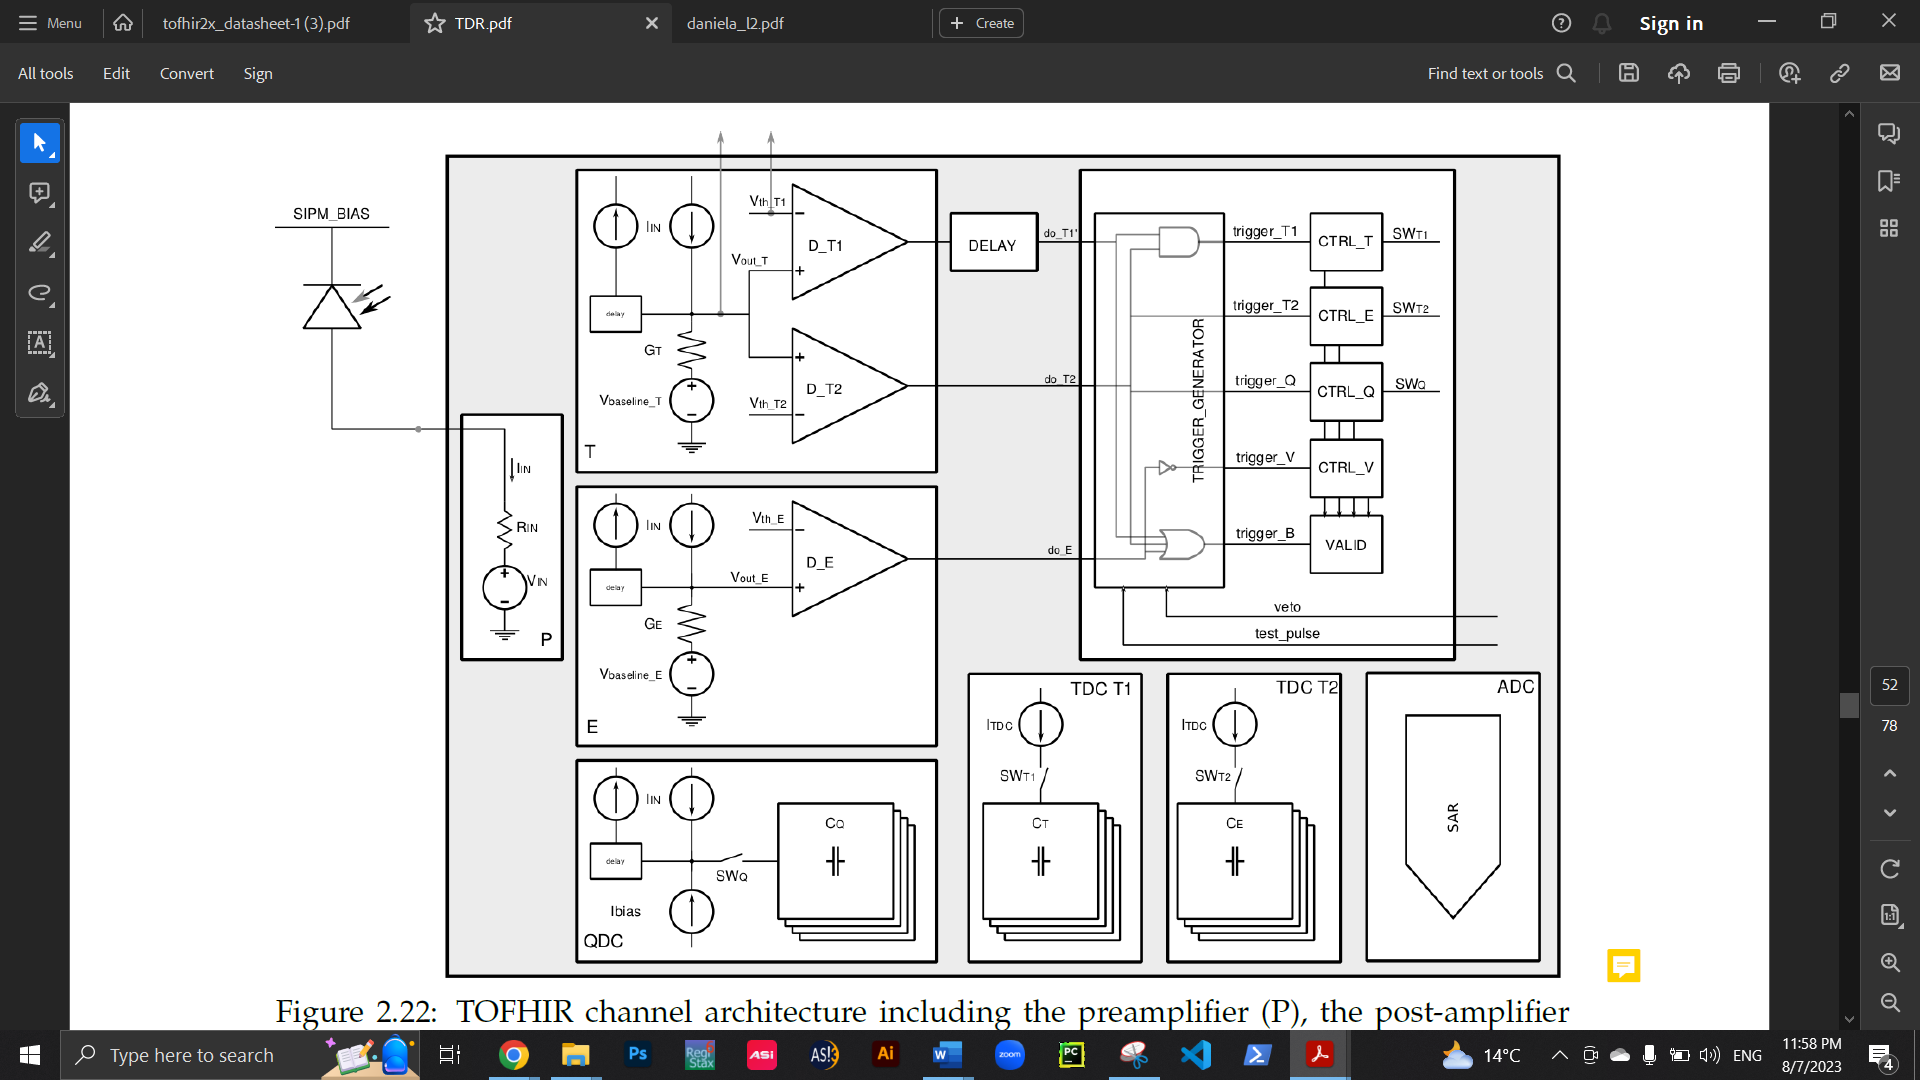 Menu
tofhir2x_datasheet-1 (3).pdf
TDR.pdf
daniela_l2.pdf
Create
Sign in
All tools
Edit
Convert
Sign
Find text or tools
SIPM_BIAS
IIN
Vth_T1
D_T1
Vout_T
delay
GT
Vbaseline_T
D_T2
Vth_T2
T
DELAY
do_T1'
do_T2
do_E
TRIGGER_GENERATOR
trigger_T1
CTRL_T
SWT1
trigger_T2
CTRL_E
SWT2
trigger_Q
CTRL_Q
SWQ
trigger_V
CTRL_V
trigger_B
VALID
veto
test_pulse
IIN
RIN
VIN
P
IIN
Vth_E
D_E
delay
Vout_E
GE
Vbaseline_E
E
IIN
CQ
delay
SWQ
Ibias
QDC
TDC T1
ITDC
SWT1
CT
TDC T2
ITDC
SWT2
CE
ADC
SAR
52
78
Figure 2.22: TOFHIR channel architecture including the preamplifier (P), the post-amplifier
Type here to search
14°C
ENG
11:58 PM
8/7/2023
4